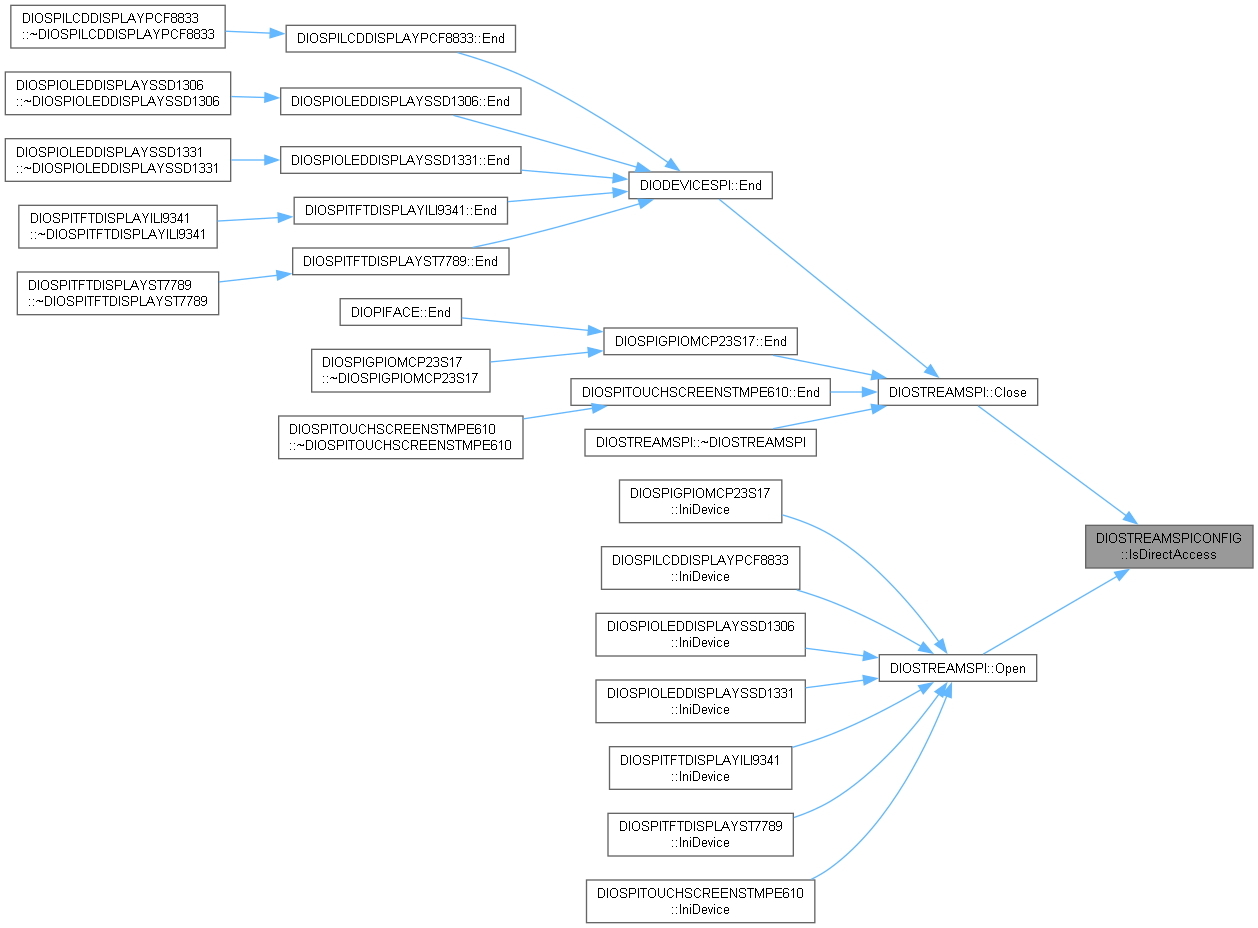 DIOSPILCDDISPLAYPCF8833
::~DIOSPILCDDISPLAYPCF8833
DIOSPILCDDISPLAYPCF8833::End
DIOSPIOLEDDISPLAYSSD1306
::~DIOSPIOLEDDISPLAYSSD1306
DIOSPIOLEDDISPLAYSSD1306::End
DIOSPIOLEDDISPLAYSSD1331
::~DIOSPIOLEDDISPLAYSSD1331
DIOSPIOLEDDISPLAYSSD1331::End
DIODEVICESPI::End
DIOSPITFTDISPLAYILI9341
::~DIOSPITFTDISPLAYILI9341
DIOSPITFTDISPLAYILI9341::End
DIOSPITFTDISPLAYST7789
::~DIOSPITFTDISPLAYST7789
DIOSPITFTDISPLAYST7789::End
DIOPIFACE::End
DIOSPIGPIOMCP23S17::End
DIOSPIGPIOMCP23S17
::~DIOSPIGPIOMCP23S17
DIOSPITOUCHSCREENSTMPE610::End
DIOSTREAMSPI::Close
DIOSPITOUCHSCREENSTMPE610
::~DIOSPITOUCHSCREENSTMPE610
DIOSTREAMSPI::~DIOSTREAMSPI
DIOSPIGPIOMCP23S17
::IniDevice
DIOSTREAMSPICONFIG
::IsDirectAccess
DIOSPILCDDISPLAYPCF8833
::IniDevice
DIOSPIOLEDDISPLAYSSD1306
::IniDevice
DIOSTREAMSPI::Open
DIOSPIOLEDDISPLAYSSD1331
::IniDevice
DIOSPITFTDISPLAYILI9341
::IniDevice
DIOSPITFTDISPLAYST7789
::IniDevice
DIOSPITOUCHSCREENSTMPE610
::IniDevice